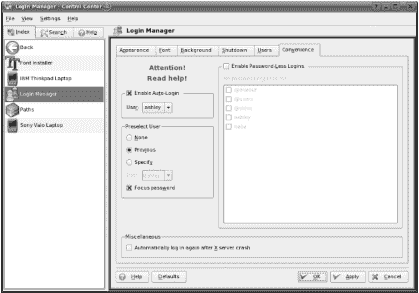 Login Manager - Control Center
File View Settings Help
Index Search Help
Login Manager
Back
Font Installer
IBM Thinkpad Laptop
Login Manager
Paths
Sony Vaio Laptop
Appearance Font Background Shutdown Users Convenience
Attention!
Read help!
Enable Auto-Login
User: ashley
Preselect User
None
Previous
Specify
Focus password
Enable Password-Less Logins
Miscellaneous
Automatically log in again after X server crash
Help Defaults OK Apply Cancel